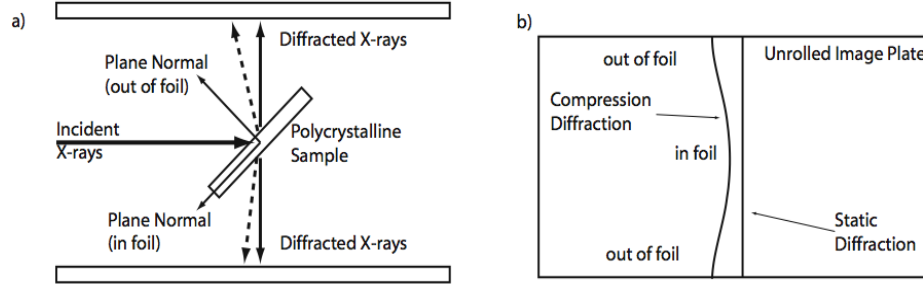 a)
Diffracted X-rays
Plane Normal
(out of foil)
Incident
X-rays
Polycrystalline
Sample
Plane Normal
(in foil)
Diffracted X-rays
b)
out of foil
Unrolled Image Plate
Compression
Diffraction
in foil
Static
Diffraction
out of foil